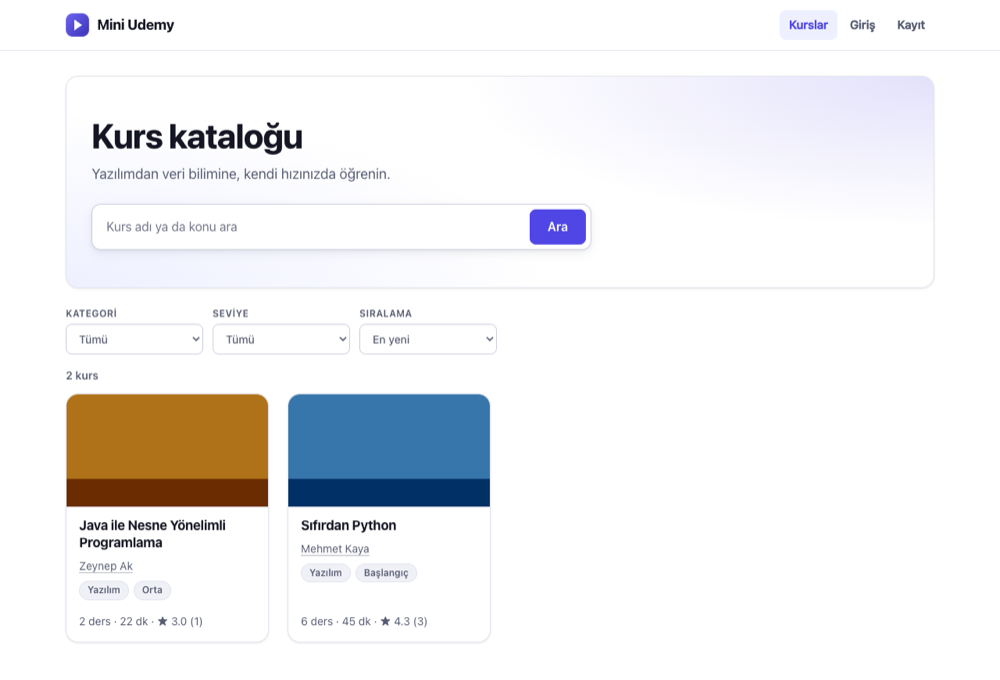 Mini Udemy
Kurslar
Giriş
Kayıt
Kurs kataloğu
Yazılımdan veri bilimine, kendi hızınızda öğrenin.
Kurs adı ya da konu ara
Ara
KATEGORİ
SEVİYE
SIRALAMA
Tümü
Tümü
En yeni
2 kurs
Java ile Nesne Yönelimli
Programlama
Zeynep Ak
Yazılım
Orta
2 ders · 22 dk · ★ 3.0 (1)
Sıfırdan Python
Mehmet Kaya
Yazılım
Başlangıç
6 ders · 45 dk · ★ 4.3 (3)